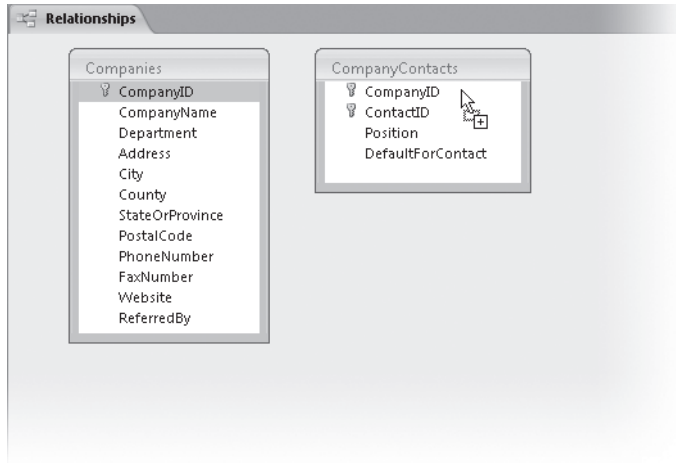 Relationships
Companies
CompanyID
CompanyName
Department
Address
City
County
StateOrProvince
PostalCode
PhoneNumber
FaxNumber
Website
ReferredBy
CompanyContacts
CompanyID
ContactID
Position
DefaultForContact